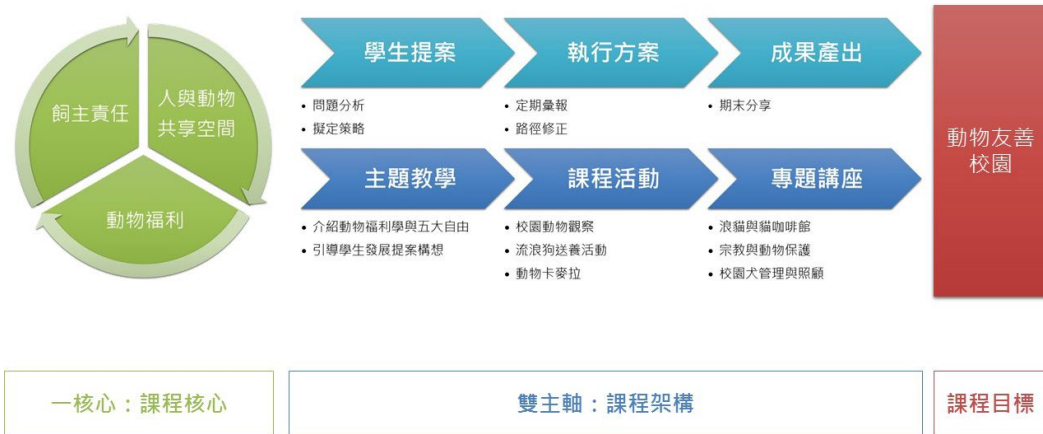 飼主責任
人與動物
共享空間
動物福利
學生提案
• 問題分析
• 擬定策略
執行方案
• 定期彙報
• 路徑修正
成果產出
• 期末分享
主題教學
• 介紹動物福利學與五大自由
• 引導學生發展提案構想
課程活動
• 校園動物觀察
• 流浪狗送養活動
• 動物卡麥拉
專題講座
• 浪貓與貓咖啡館
• 宗教與動物保護
• 校園犬管理與照顧
動物友善
校園
一核心：課程核心
雙主軸：課程架構
課程目標